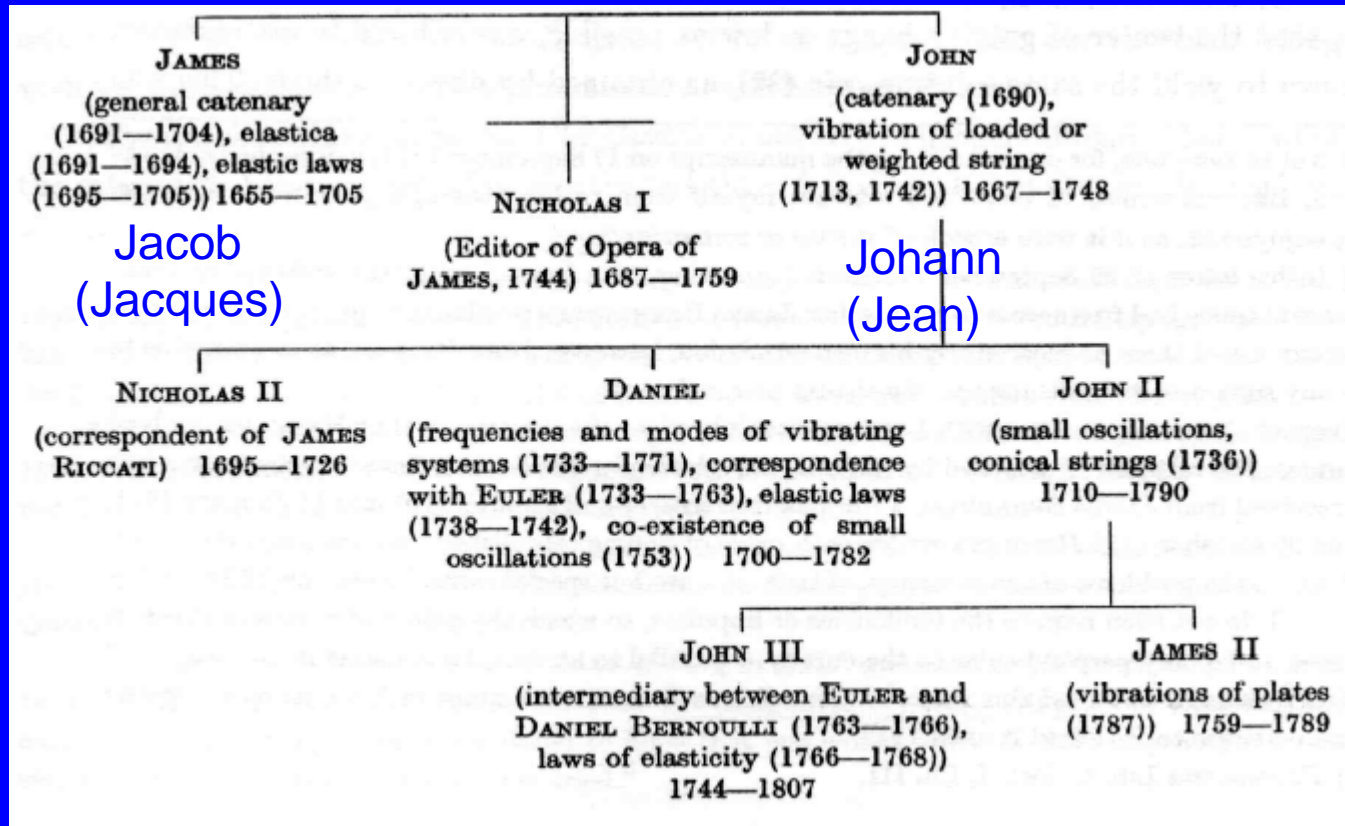 JAMES
(general catenary
(1691—1704), elastica
(1691—1694), elastic laws
(1695—1705)) 1655—1705
Jacob
(Jacques)
NICHOLAS I
(Editor of Opera of
JAMES, 1744) 1687—1759
JOHN
(catenary (1690),
vibration of loaded or
weighted string
(1713, 1742)) 1667—1748
Johann
(Jean)
NICHOLAS II
(correspondent of JAMES
RICCATI) 1695—1726
DANIEL
(frequencies and modes of vibrating
systems (1733—1771), correspondence
with EULER (1733—1763), elastic laws
(1738—1742), co-existence of small
oscillations (1753)) 1700—1782
JOHN II
(small oscillations,
conical strings (1736))
1710—1790
JOHN III
(intermediary between EULER and
DANIEL BERNOULLI (1763—1766),
laws of elasticity (1766—1768))
1744—1807
JAMES II
(vibrations of plates
(1787)) 1759—1789